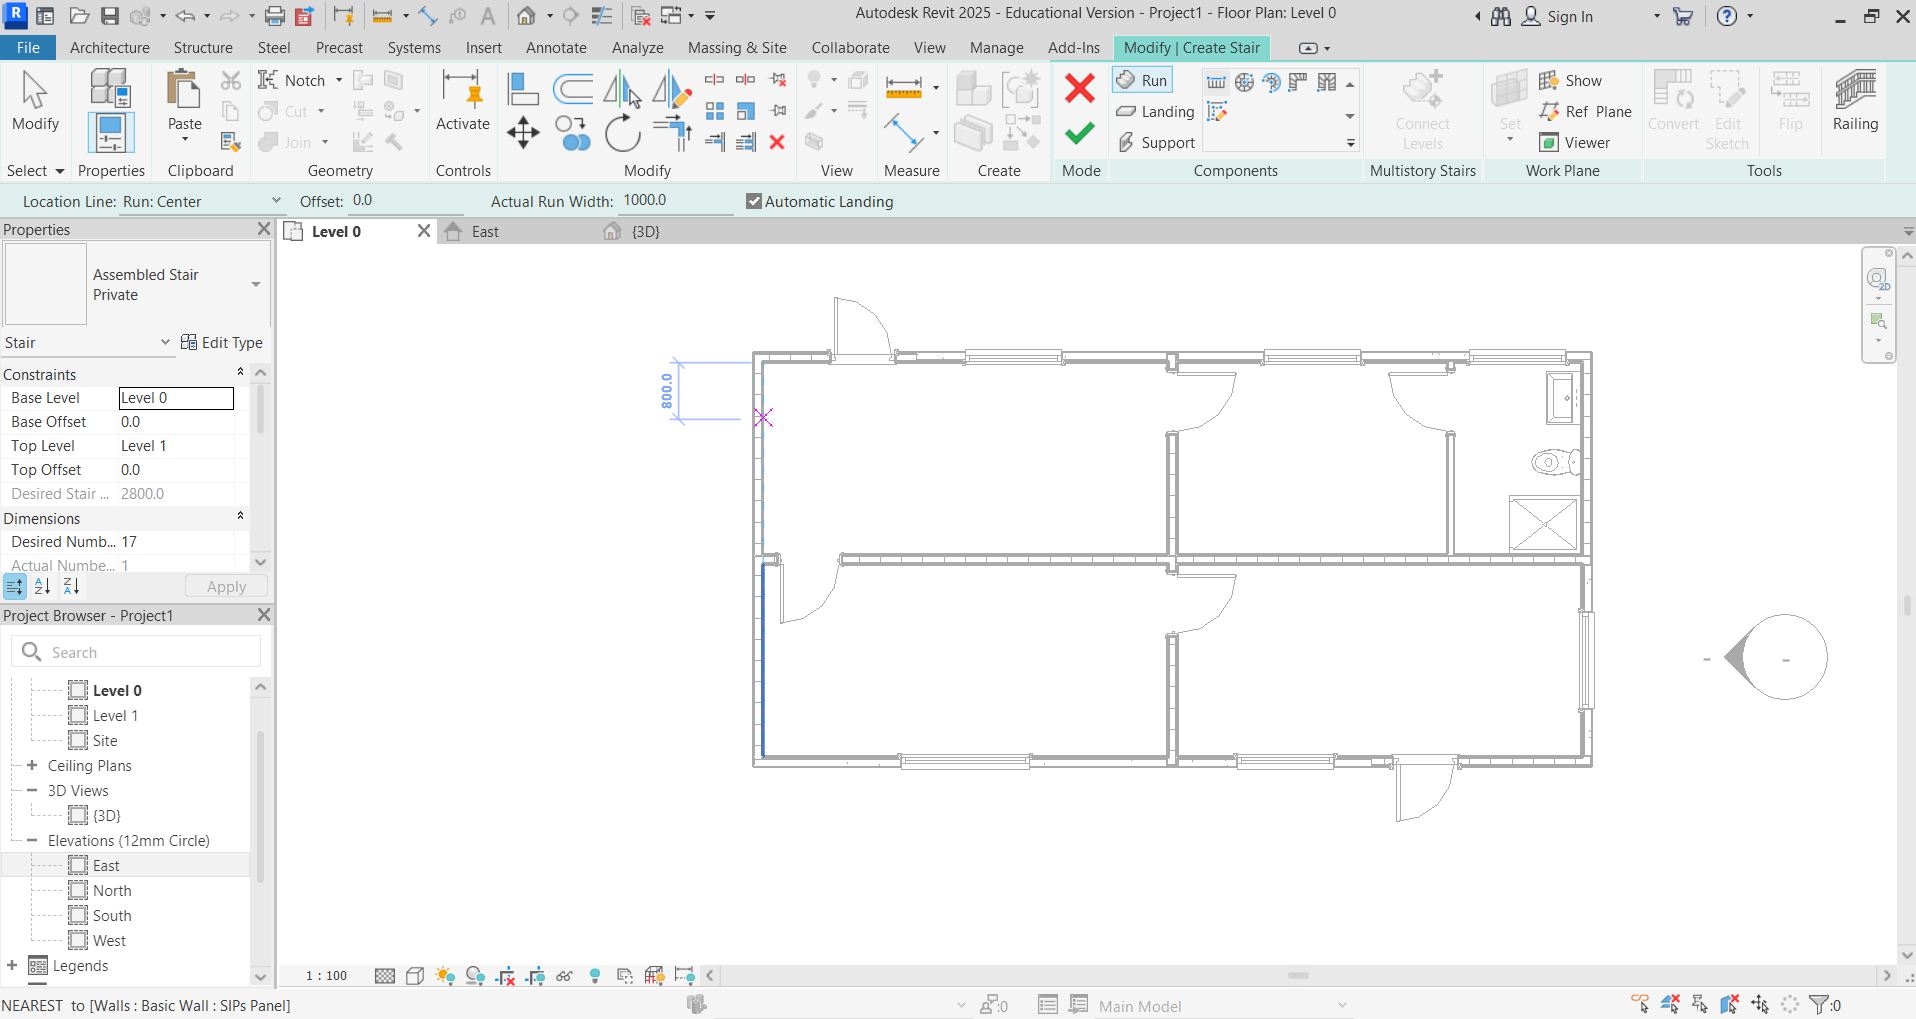 Autodesk Revit 2025 - Educational Version - Project1 - Floor Plan: Level 0
Sign In
File Architecture Structure Steel Precast Systems Insert Annotate Analyze Massing & Site Collaborate View Manage Add-Ins Modify | Create Stair
Modify
Paste
Notch
Cut
Join
Activate
Run
Landing
Support
Connect
Levels
Set
Show
Ref Plane
Viewer
Convert
Edit
Sketch
Flip
Railing
Select Properties Clipboard Geometry Controls Modify View Measure Create Mode Components Multistory Stairs Work Plane Tools
Location Line: Run: Center Offset: 0.0 Actual Run Width: 1000.0 Automatic Landing
Properties
Level 0 East {3D}
Assembled Stair
Private
Stair Edit Type
Constraints
Base Level Level 0
Base Offset 0.0
Top Level Level 1
Top Offset 0.0
Desired Stair ... 2800.0
Dimensions
Desired Numb... 17
Actual Numbe... 1
Apply
Project Browser - Project1
Search
Level 0
Level 1
Site
Ceiling Plans
3D Views
{3D}
Elevations (12mm Circle)
East
North
South
West
Legends
800.0
2D
-
-
1 : 100
NEAREST to [Walls : Basic Wall : SIPs Panel]
:0
Main Model
:0